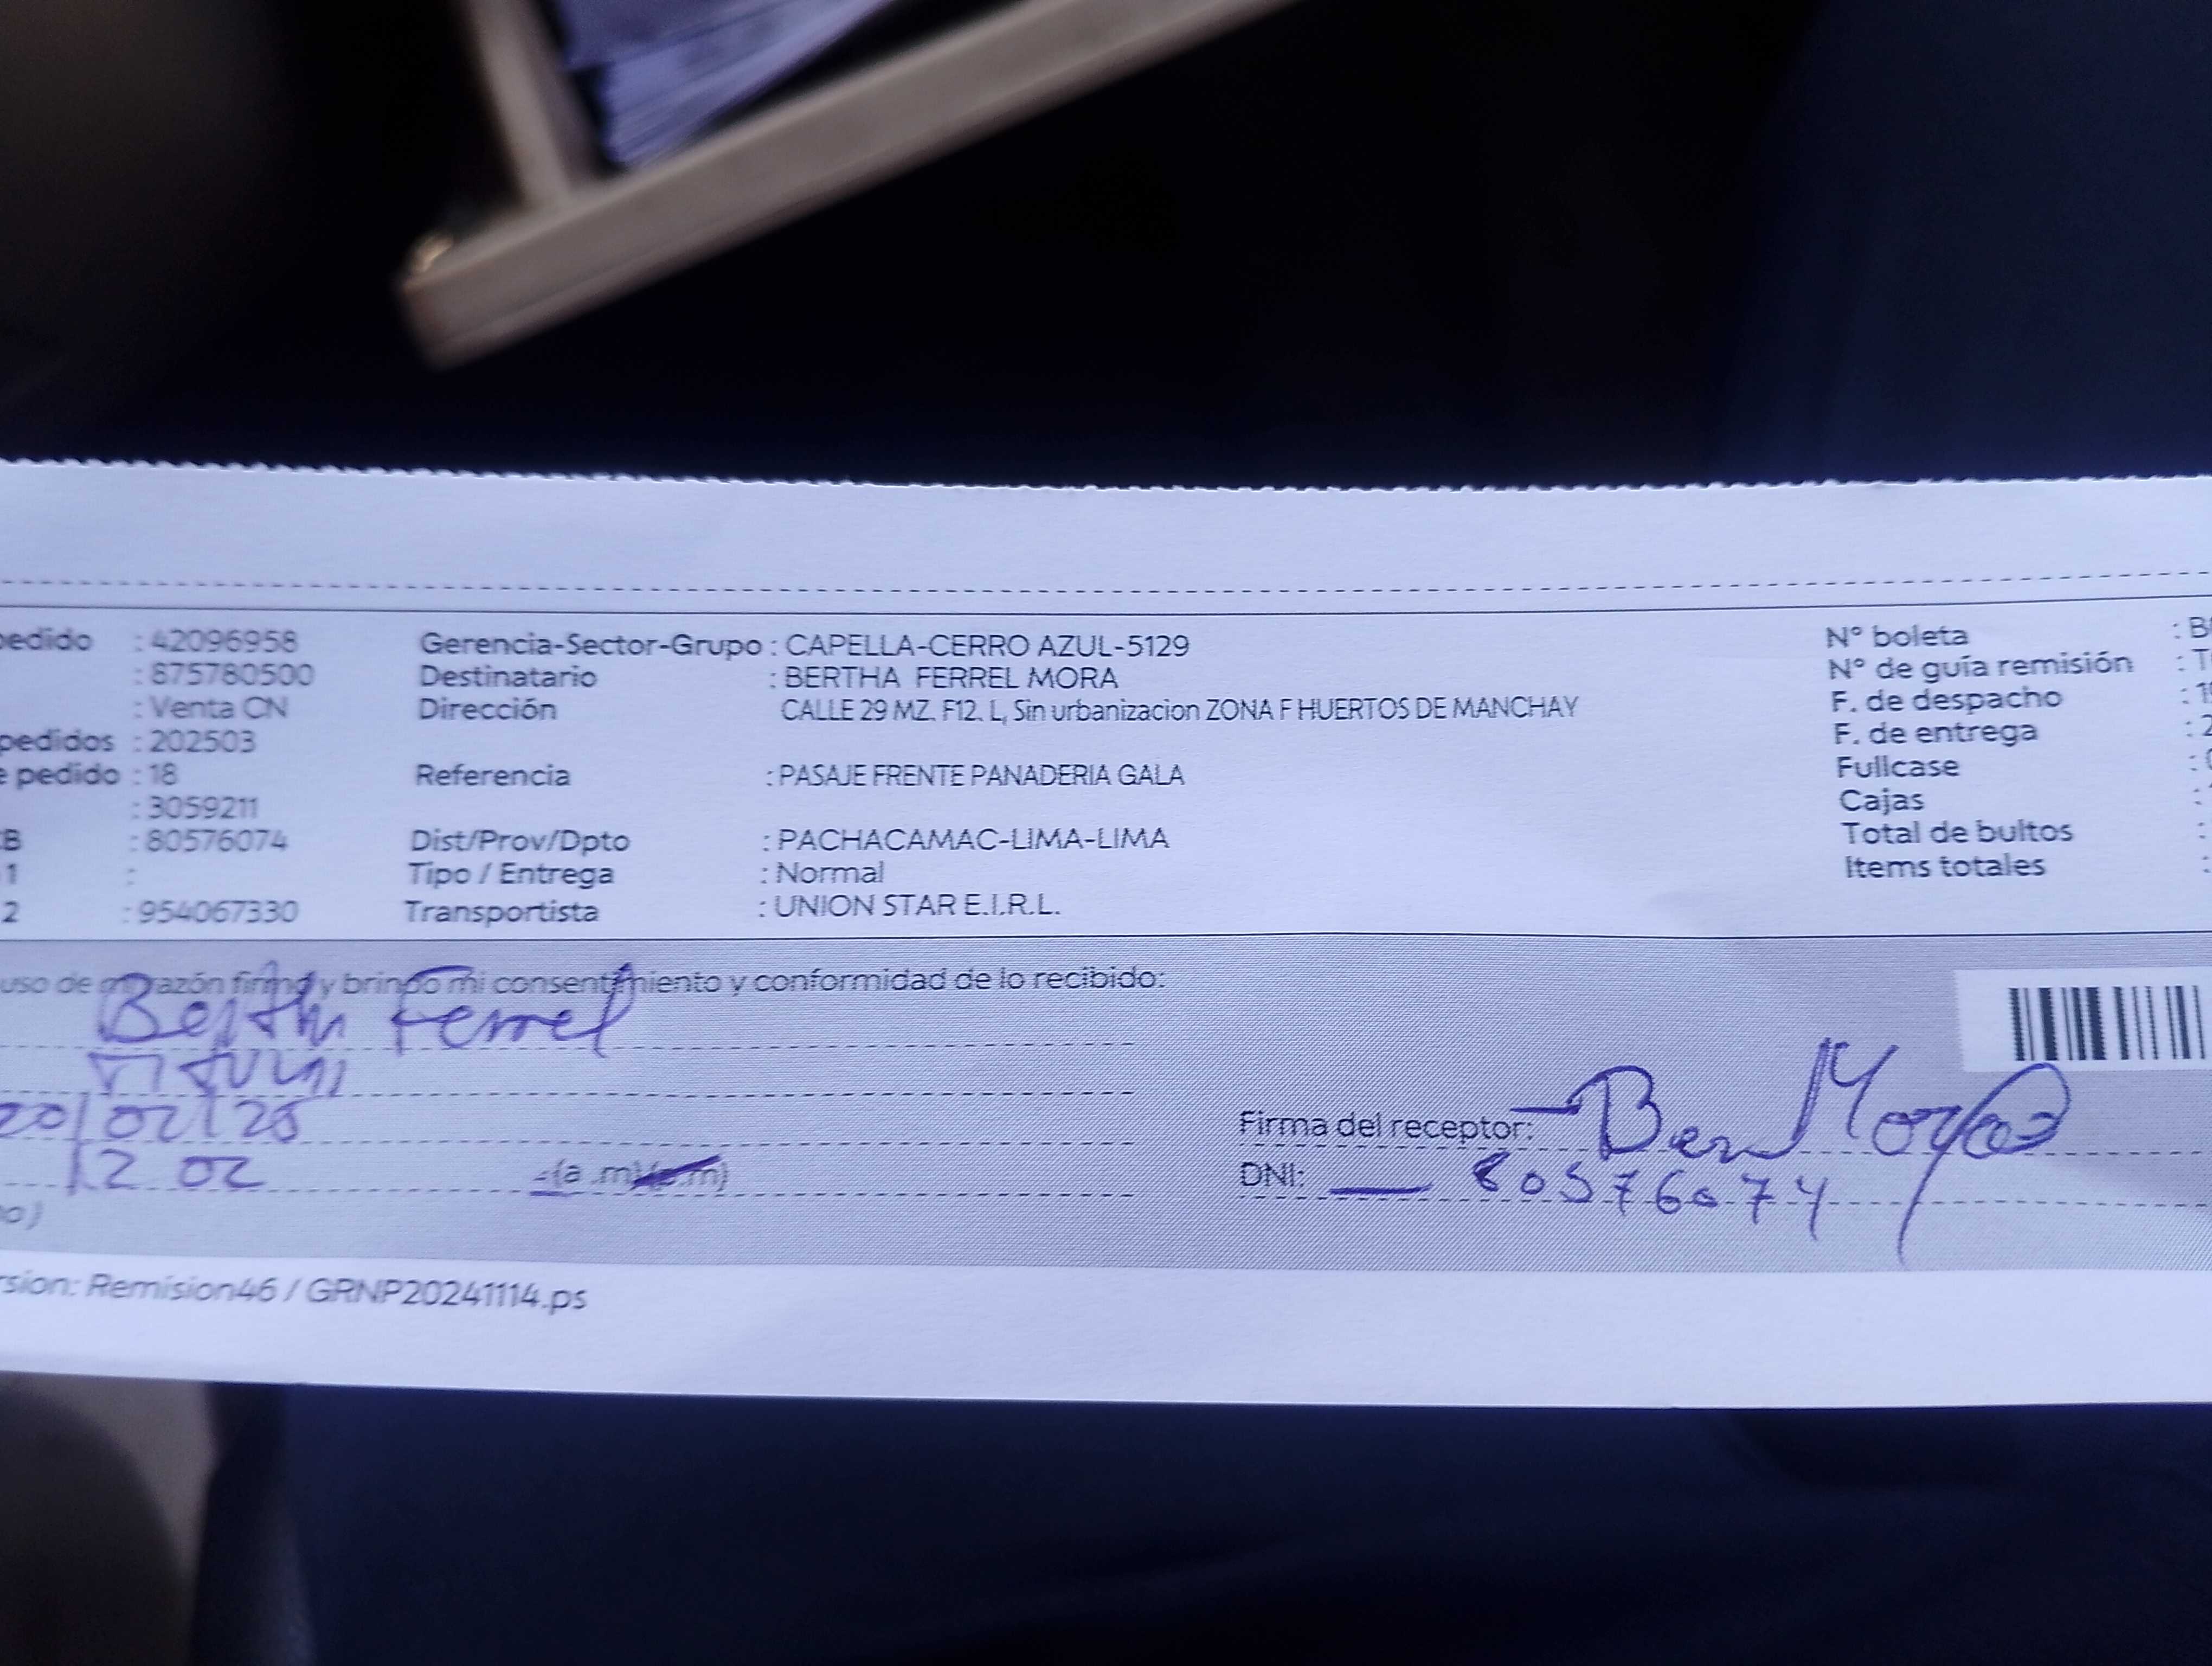 pedido : 42096958 Gerencia-Sector-Grupo : CAPELLA-CERRO AZUL-5129 N° boleta : B
: 875780500 Destinatario : BERTHA FERREL MORA N° de guía remisión : T
: Venta CN Dirección CALLE 29 MZ. F12. L, Sin urbanizacion ZONA F HUERTOS DE MANCHAY F. de despacho : 1
pedidos : 202503 F. de entrega : 2
e pedido : 18 Referencia : PASAJE FRENTE PANADERIA GALA Fullcase :
: 3059211 Cajas :
B : 80576074 Dist/Prov/Dpto : PACHACAMAC-LIMA-LIMA Total de bultos :
1 : Tipo / Entrega : Normal Items totales :
2 : 954067330 Transportista : UNION STAR E.I.R.L.
uso de razón firmo y brindo mi consentimiento y conformidad de lo recibido:
Bertha Ferrel
20/02/25
Firma del receptor:
12 02 (a.m)(p.m)
DNI: 80576074
rsion: Remision46 / GRNP20241114.ps